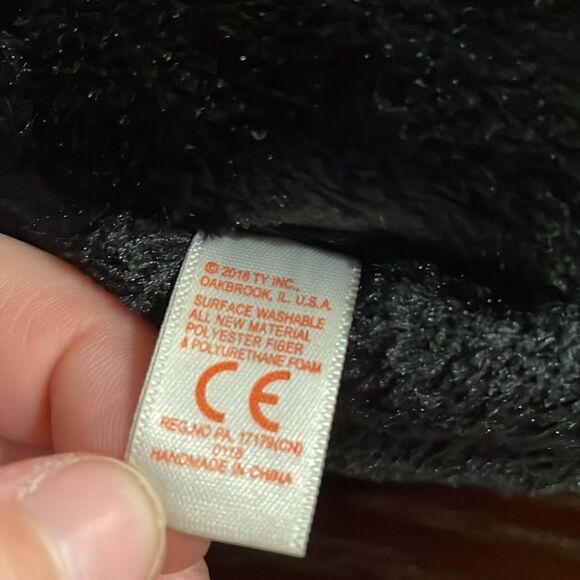 © 2018 TY INC.,
OAKBROOK, IL. U.S.A.
SURFACE WASHABLE
ALL NEW MATERIAL
POLYESTER FIBER
& POLYURETHANE FOAM
CE
REG.NO PA. 17179(CN)
0118
HANDMADE IN CHINA